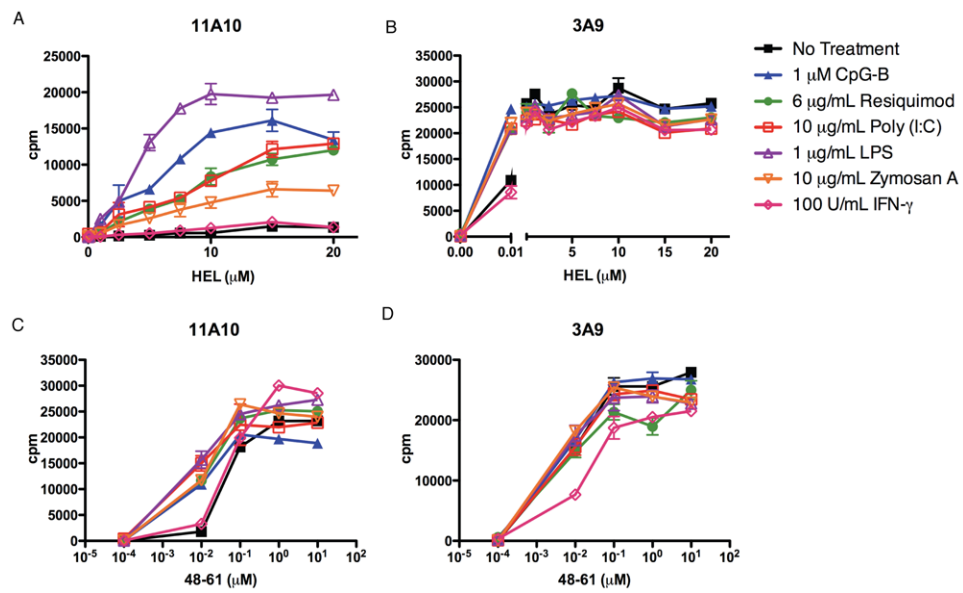 A
11A10
25000
20000
15000
10000
5000
0
cpm
0
5
10
15
20
HEL (μM)
B
3A9
35000
30000
25000
20000
15000
10000
5000
0
cpm
0.00
0.01
5
10
15
20
HEL (μM)
No Treatment
1 μM CpG-B
6 μg/mL Resiquimod
10 μg/mL Poly (I:C)
1 μg/mL LPS
10 μg/mL Zymosan A
100 U/mL IFN-γ
C
11A10
35000
30000
25000
20000
15000
10000
5000
0
cpm
10⁻⁵
10⁻⁴
10⁻³
10⁻²
10⁻¹
10⁰
10¹
10²
48-61 (μM)
D
3A9
30000
20000
10000
0
cpm
10⁻⁵
10⁻⁴
10⁻³
10⁻²
10⁻¹
10⁰
10¹
10²
48-61 (μM)